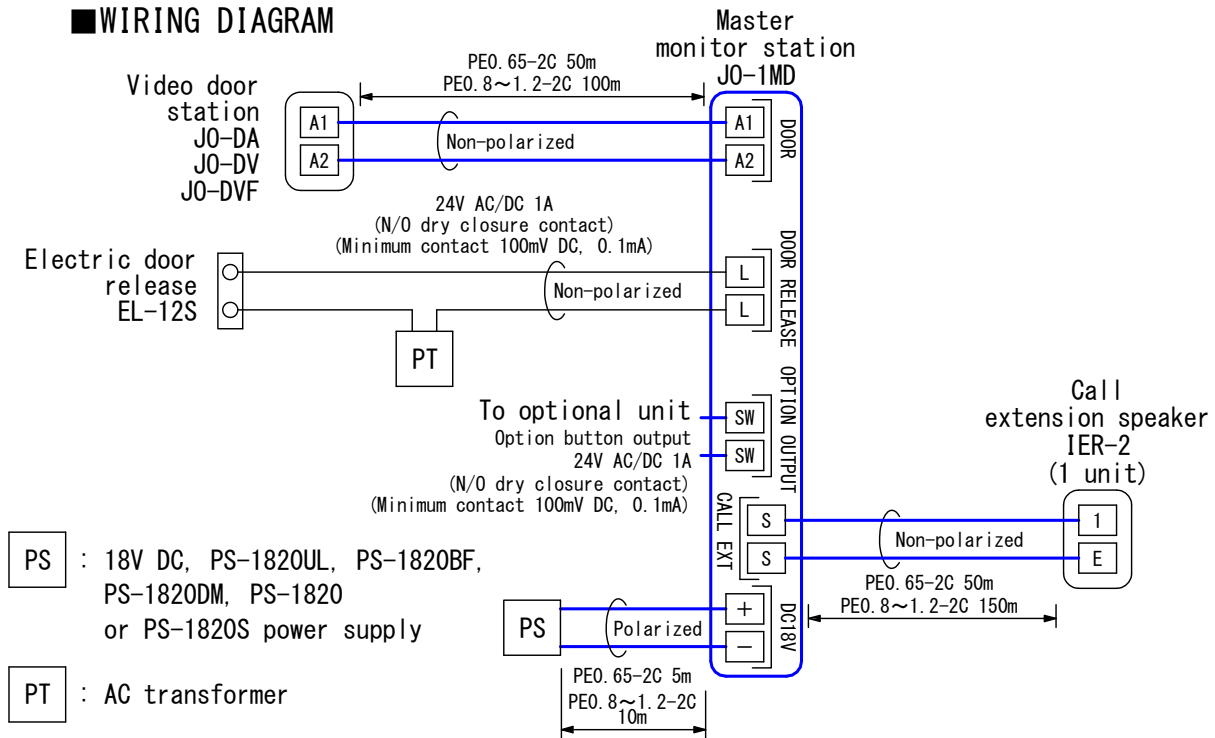 ■WIRING DIAGRAM
Master
monitor station
JO-1MD
PE0.65-2C 50m
PE0.8～1.2-2C 100m
Video door
station
JO-DA
JO-DV
JO-DVF
A1
A2
Non-polarized
A1
A2
DOOR
24V AC/DC 1A
(N/O dry closure contact)
(Minimum contact 100mV DC, 0.1mA)
Electric door
release
EL-12S
Non-polarized
L
L
DOOR RELEASE
PT
To optional unit
Option button output
24V AC/DC 1A
(N/O dry closure contact)
(Minimum contact 100mV DC, 0.1mA)
SW
SW
OPTION OUTPUT
Call
extension speaker
IER-2
(1 unit)
CALL EXT
S
S
Non-polarized
1
E
PE0.65-2C 50m
PE0.8～1.2-2C 150m
PS
Polarized
+
−
DC18V
PE0.65-2C 5m
PE0.8～1.2-2C
10m
PS : 18V DC, PS-1820UL, PS-1820BF,
PS-1820DM, PS-1820
or PS-1820S power supply
PT : AC transformer